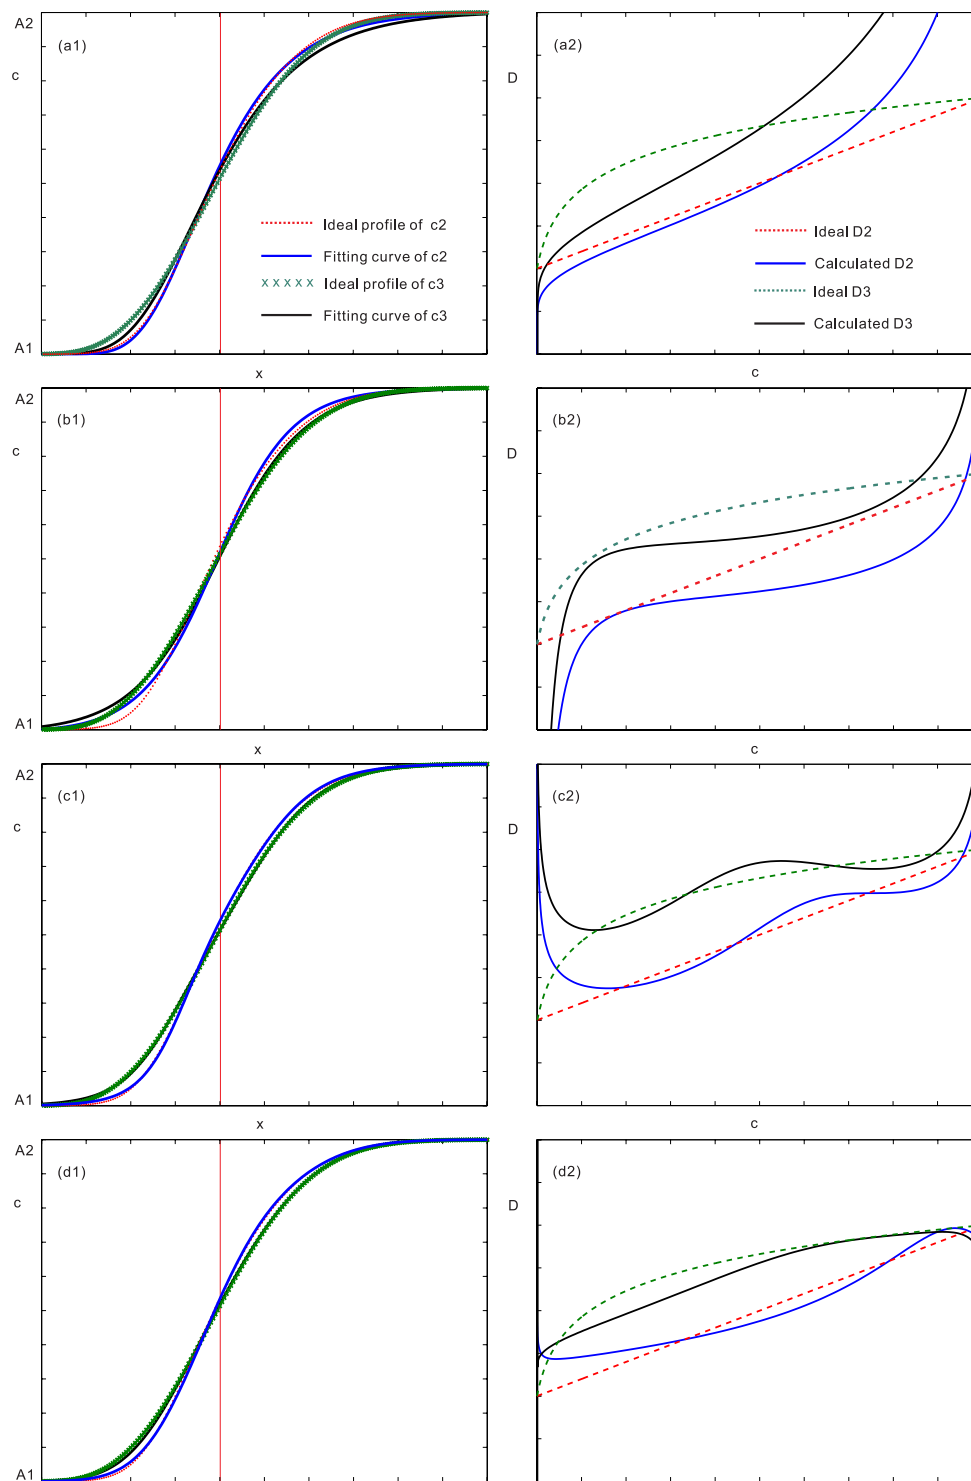 A2
(a1)
c
Ideal profile of c2
Fitting curve of c2
x x x x x Ideal profile of c3
Fitting curve of c3
A1
x
(a2)
D
Ideal D2
Calculated D2
Ideal D3
Calculated D3
c
A2
(b1)
c
A1
x
(b2)
D
c
A2
(c1)
c
A1
x
(c2)
D
c
A2
(d1)
c
A1
(d2)
D